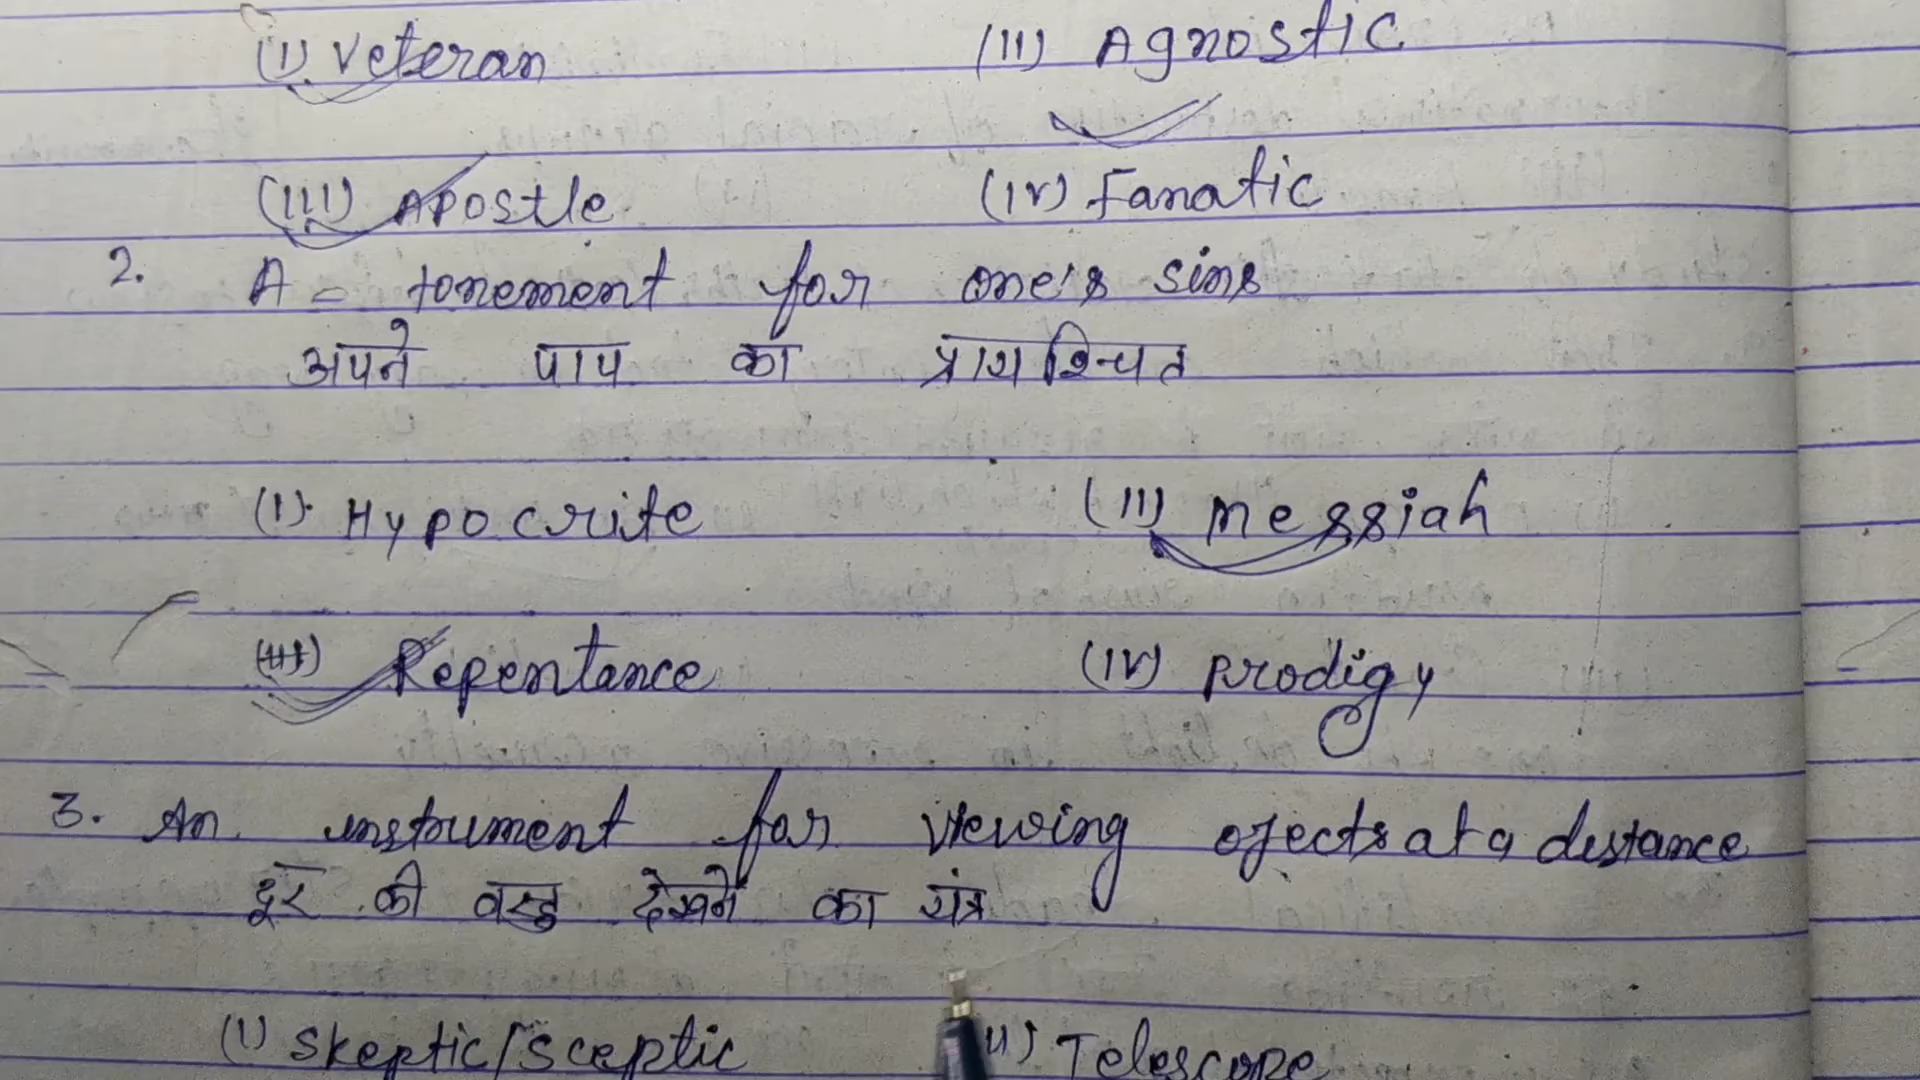 (I) Veteran (II) Agnostic
(III) Apostle (IV) Fanatic
2. A - tonement for one's sins
अपने पाप का प्रायश्चित
(I) Hypocrite (II) Messiah
(III) Repentance (IV) Prodigy
3. An instrument for viewing ojects at a distance
दूर की वस्तु देखने का यंत्र
(I) Skeptic/Sceptic II) Telescope